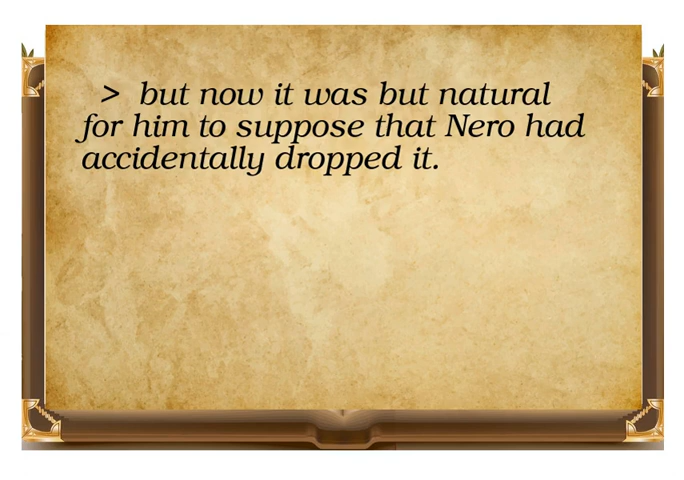 > but now it was but natural
for him to suppose that Nero had
accidentally dropped it.